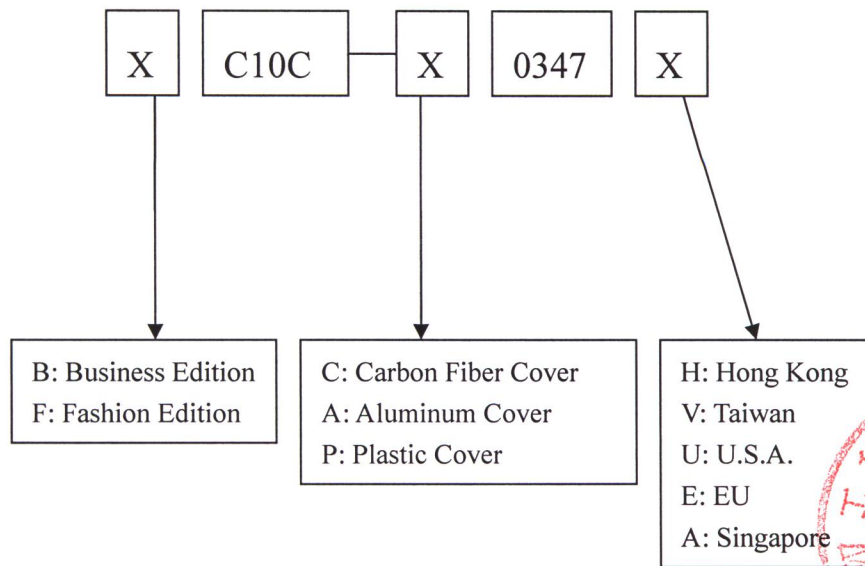 X C10C X 0347 X
B: Business Edition
F: Fashion Edition
C: Carbon Fiber Cover
A: Aluminum Cover
P: Plastic Cover
H: Hong Kong
V: Taiwan
U: U.S.A.
E: EU
A: Singapore